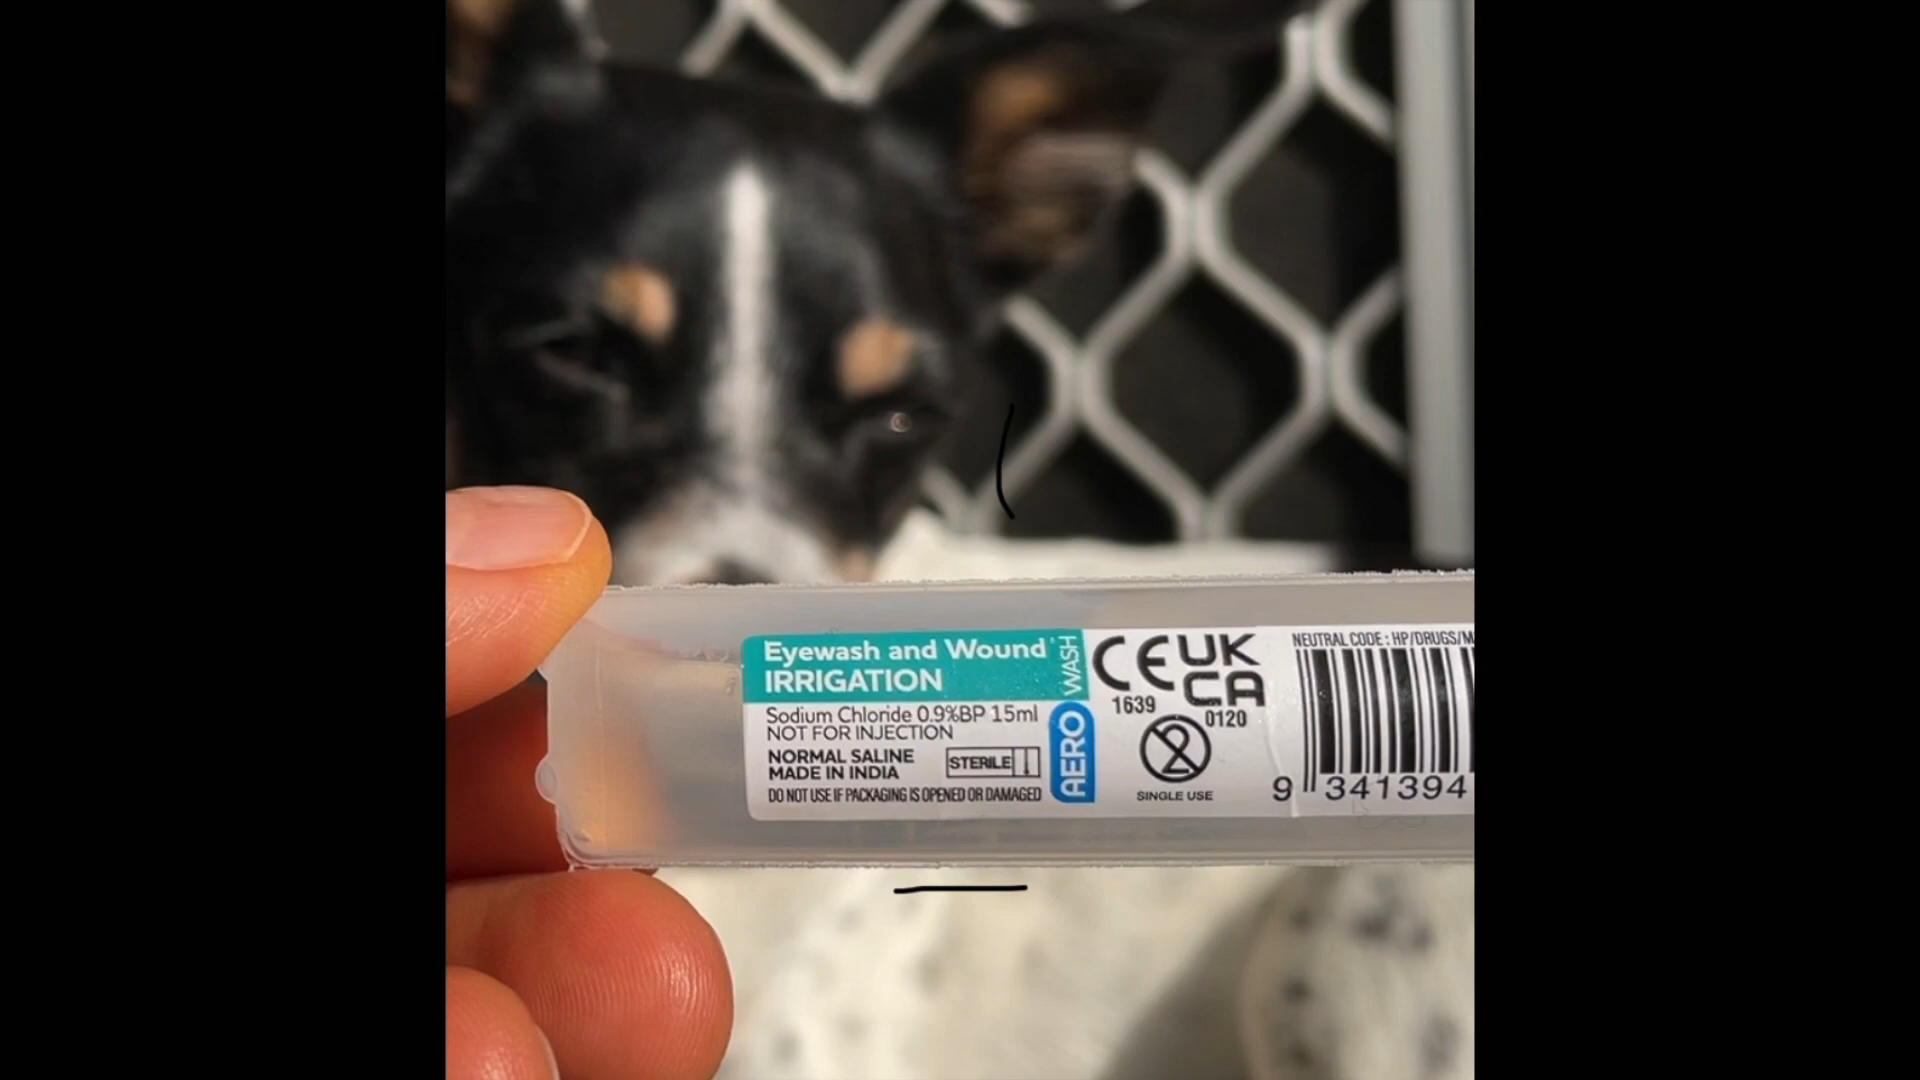 Eyewash and Wound
IRRIGATION
Sodium Chloride 0.9%BP 15ml
NOT FOR INJECTION
NORMAL SALINE
MADE IN INDIA
STERILE
DO NOT USE IF PACKAGING IS OPENED OR DAMAGED
AERO WASH
CE
1639
UK
CA
0120
2
SINGLE USE
NEUTRAL CODE : HP/DRUGS/M
9 341394